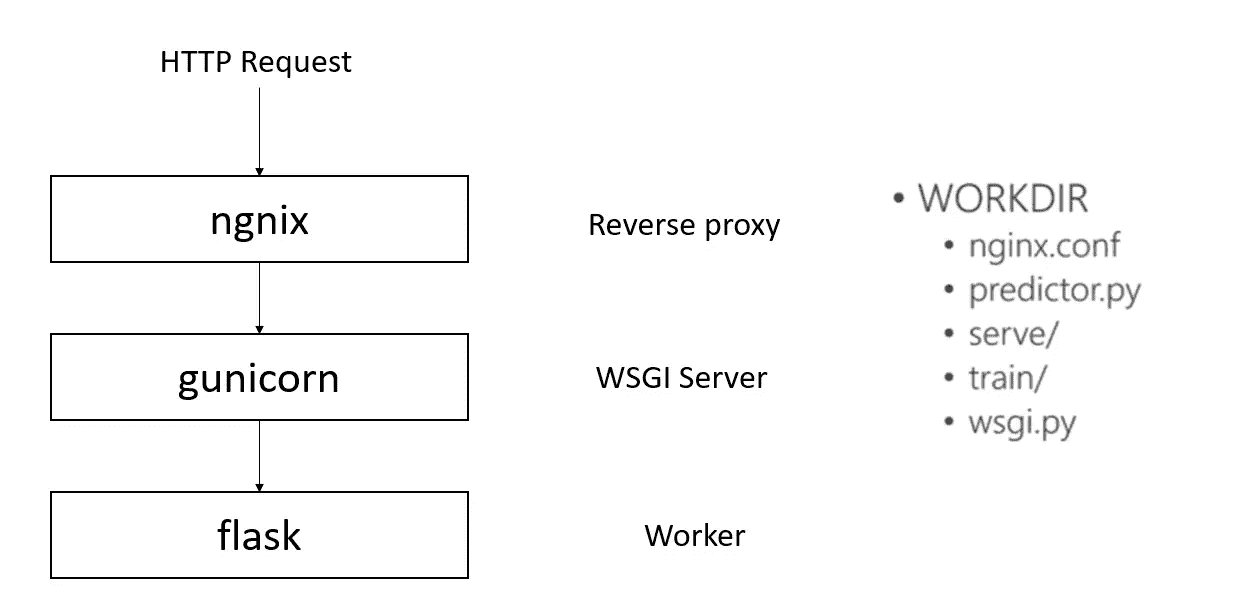 HTTP Request
ngnix
Reverse proxy
gunicorn
WSGI Server
flask
Worker
• WORKDIR
• nginx.conf
• predictor.py
• serve/
• train/
• wsgi.py